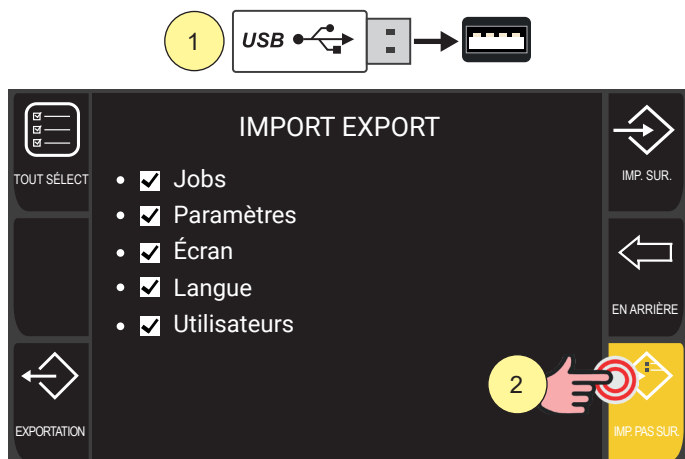 1
USB
IMPORT EXPORT
TOUT SÉLECT
IMP. SUR.
Jobs
Paramètres
Écran
Langue
Utilisateurs
EN ARRIÈRE
2
EXPORTATION
IMP. PAS SUR.